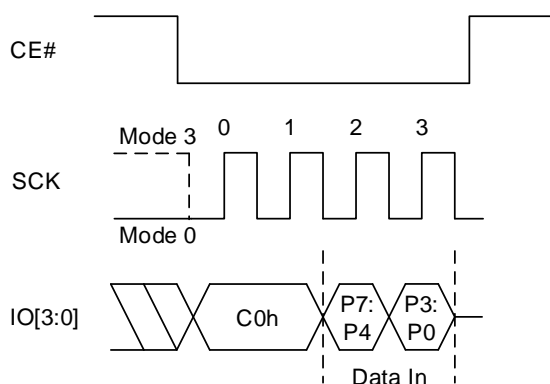 CE#
Mode 3 0 1 2 3
SCK
Mode 0
IO[3:0] C0h P7: P3:
P4 P0
Data In